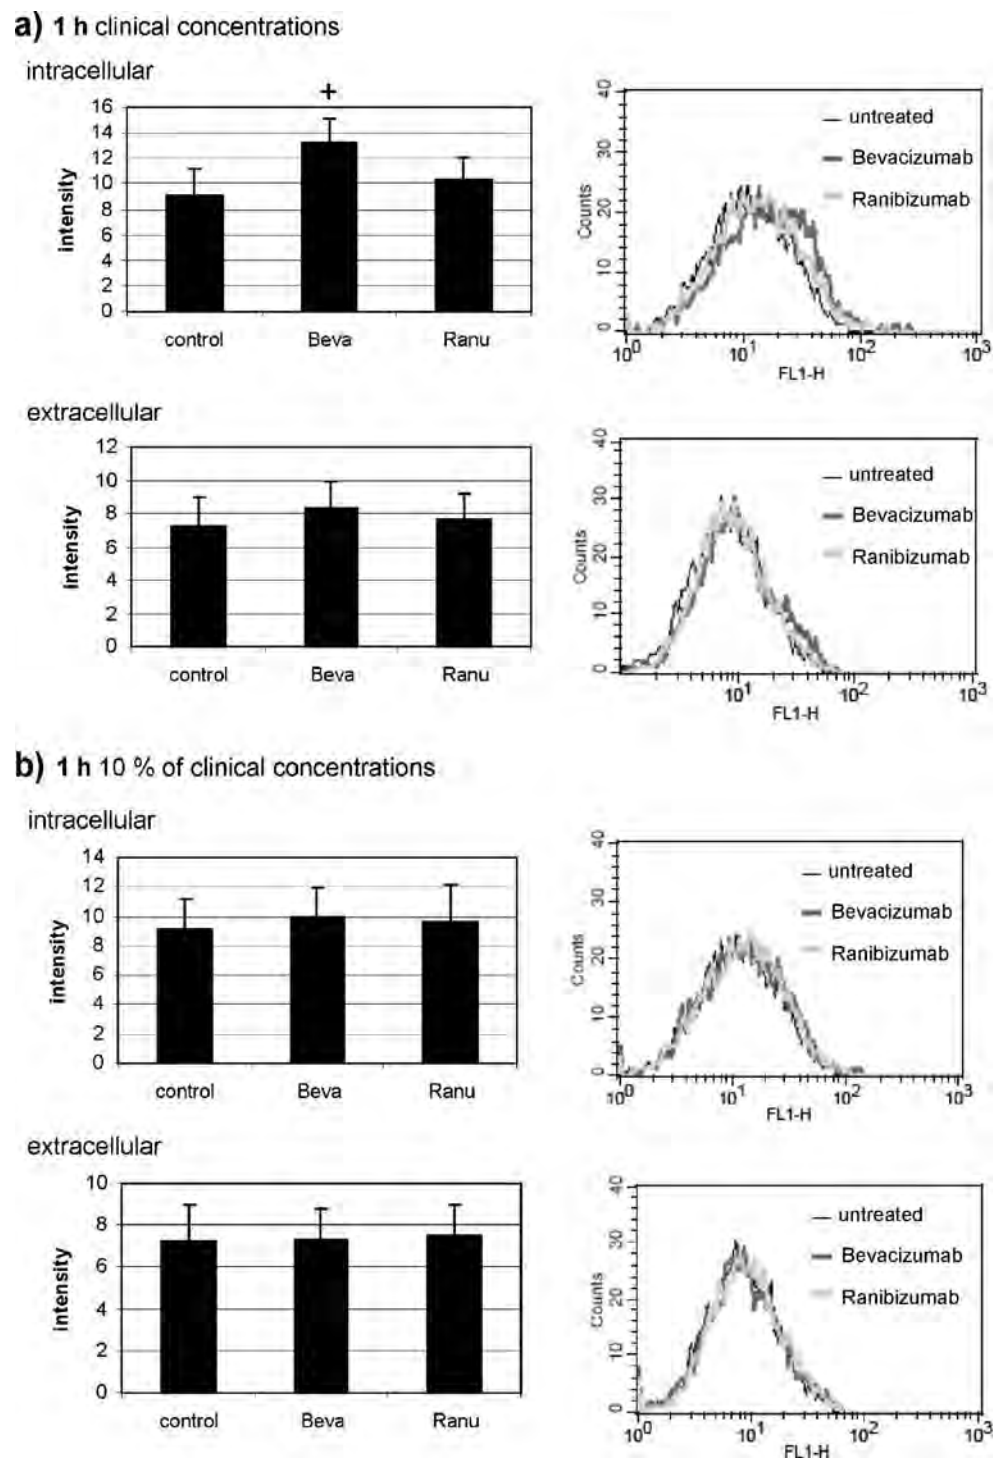 a) 1 h clinical concentrations
intracellular
+
16
14
12
10
8
6
4
2
0
intensity
control Beva Ranu
40
30
20
10
0
Counts
untreated
Bevacizumab
Ranibizumab
10^0 10^1 10^2 10^3
FL1-H
extracellular
12
10
8
6
4
2
0
intensity
control Beva Ranu
40
30
20
10
0
Counts
untreated
Bevacizumab
Ranibizumab
10^1 10^2 10^3
FL1-H
b) 1 h 10 % of clinical concentrations
intracellular
14
12
10
8
6
4
2
0
intensity
control Beva Ranu
40
30
20
10
0
Counts
untreated
Bevacizumab
Ranibizumab
10^0 10^1 10^2 10^3
FL1-H
extracellular
10
8
6
4
2
0
intensity
control Beva Ranu
40
30
20
10
0
Counts
untreated
Bevacizumab
Ranibizumab
10^0 10^1 10^2 10^3
FL1-H